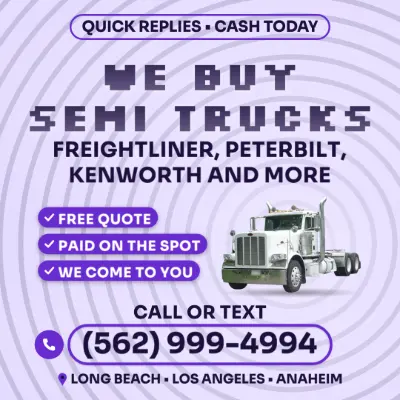 QUICK REPLIES • CASH TODAY
WE BUY
SEMI TRUCKS
FREIGHTLINER, PETERBILT,
KENWORTH AND MORE
FREE QUOTE
PAID ON THE SPOT
WE COME TO YOU
CALL OR TEXT
(562) 999-4994
LONG BEACH • LOS ANGELES • ANAHEIM